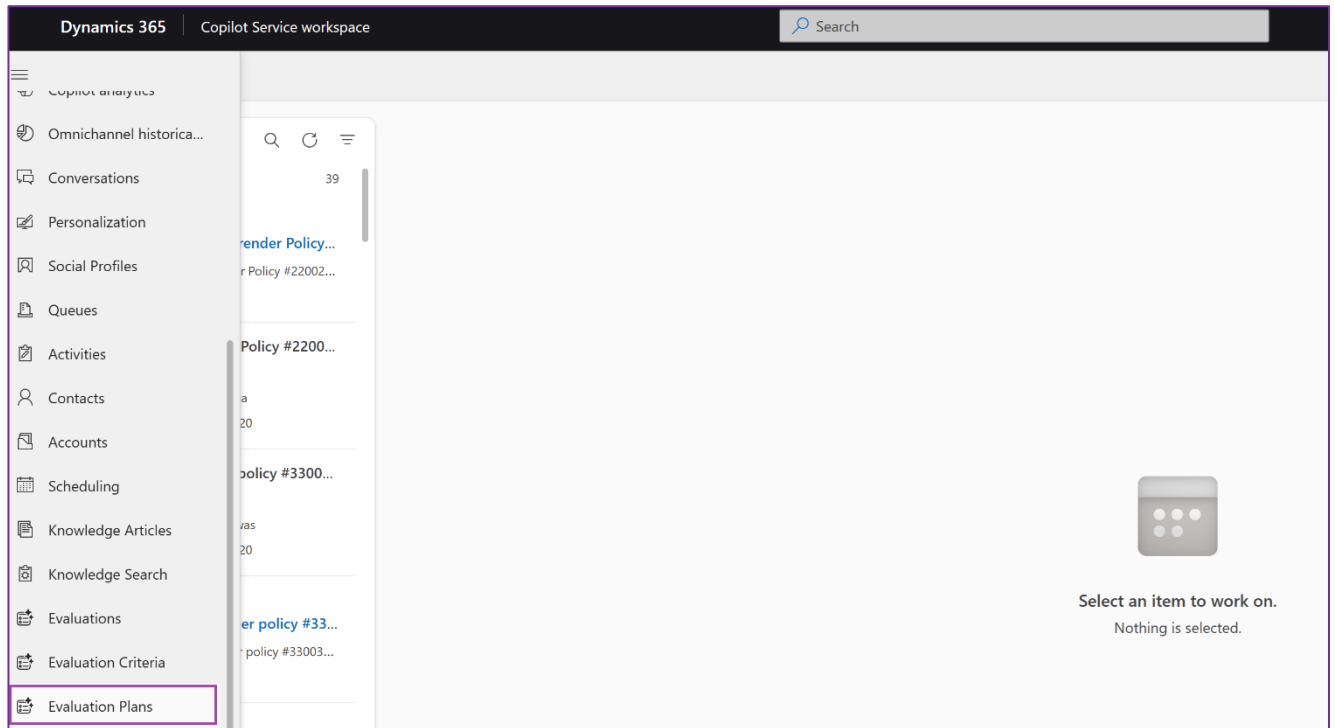 Dynamics 365
Copilot Service workspace
Search
Copilot analytics
Omnichannel historica...
Conversations
Personalization
Social Profiles
Queues
Activities
Contacts
Accounts
Scheduling
Knowledge Articles
Knowledge Search
Evaluations
Evaluation Criteria
Evaluation Plans
39
render Policy...
r Policy #22002...
Policy #2200...
a
20
policy #3300...
was
20
er policy #33...
r policy #33003...
Select an item to work on.
Nothing is selected.